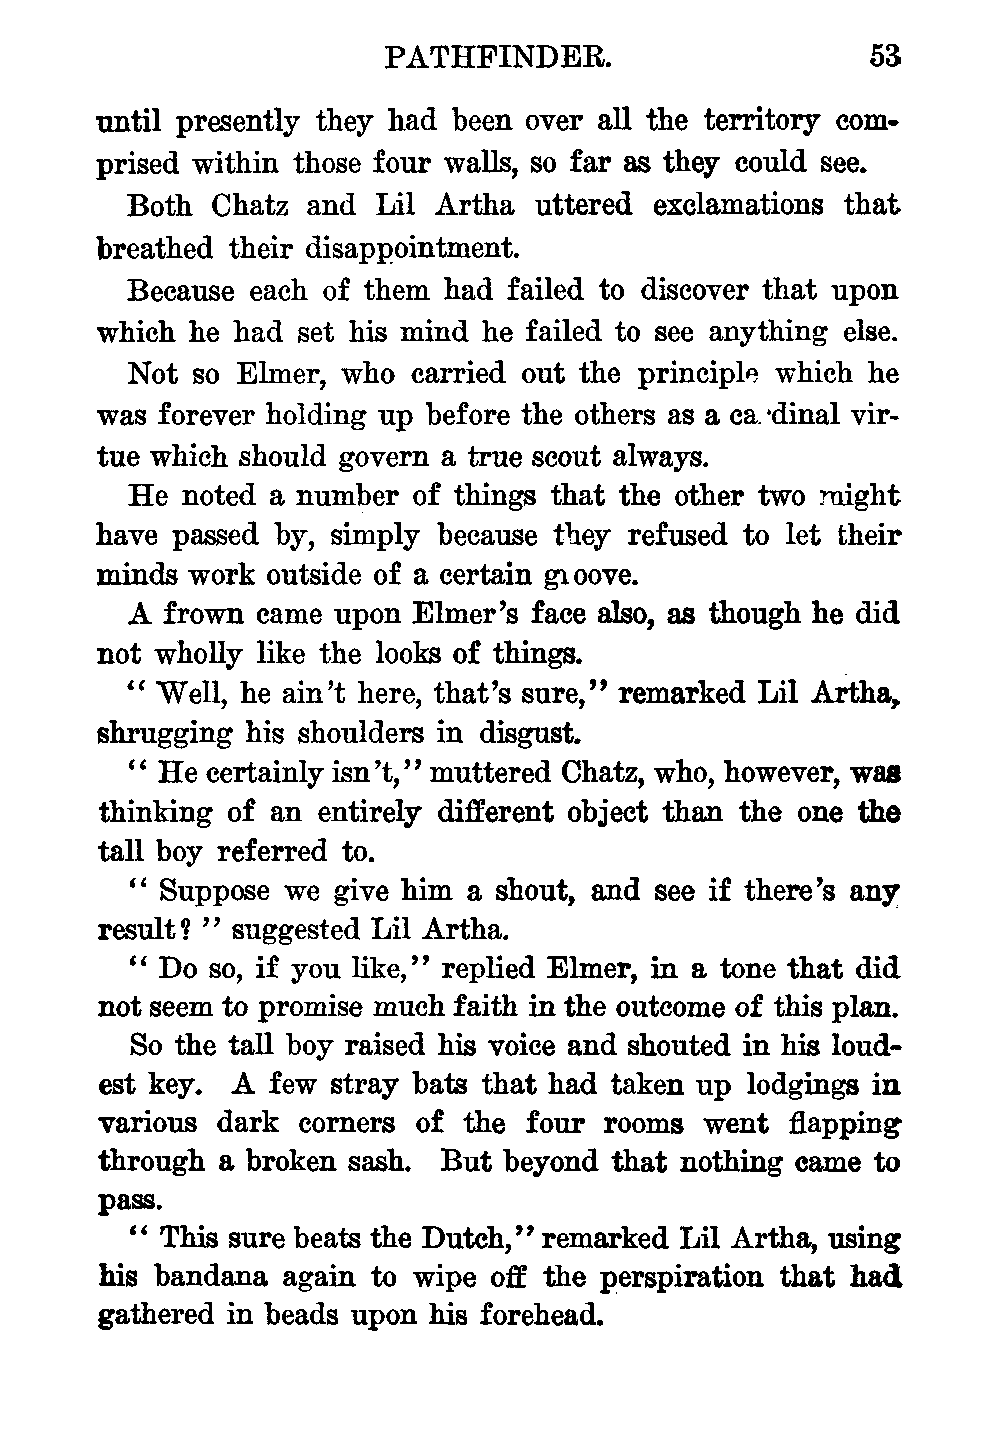 PATHFINDER. 53
until presently they had been over all the territory com-
prised within those four walls, so far as they could see.
Both Chatz and Lil Artha uttered exclamations that
breathed their disappointment.
Because each of them had failed to discover that upon
which he had set his mind he failed to see anything else.
Not so Elmer, who carried out the principle which he
was forever holding up before the others as a cardinal vir-
tue which should govern a true scout always.
He noted a number of things that the other two might
have passed by, simply because they refused to let their
minds work outside of a certain groove.
A frown came upon Elmer's face also, as though he did
not wholly like the looks of things.
"Well, he ain't here, that's sure," remarked Lil Artha,
shrugging his shoulders in disgust.
"He certainly isn't," muttered Chatz, who, however, was
thinking of an entirely different object than the one the
tall boy referred to.
"Suppose we give him a shout, and see if there's any
result?" suggested Lil Artha.
"Do so, if you like," replied Elmer, in a tone that did
not seem to promise much faith in the outcome of this plan.
So the tall boy raised his voice and shouted in his loud-
est key. A few stray bats that had taken up lodgings in
various dark corners of the four rooms went flapping
through a broken sash. But beyond that nothing came to
pass.
"This sure beats the Dutch," remarked Lil Artha, using
his bandana again to wipe off the perspiration that had
gathered in beads upon his forehead.